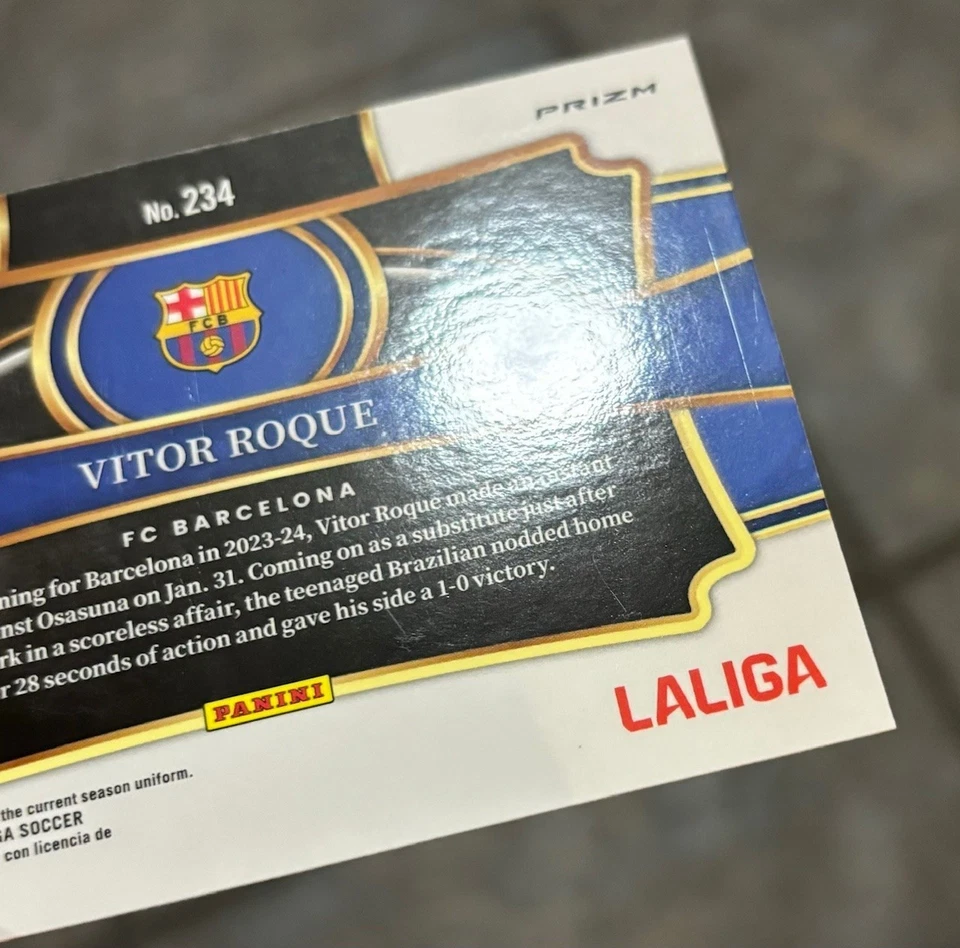 PRIZM
No. 234
FCB
VITOR ROQUE
FC BARCELONA
ning for Barcelona in 2023-24, Vitor Roque made an instant
nst Osasuna on Jan. 31. Coming on as a substitute just after
rk in a scoreless affair, the teenaged Brazilian nodded home
r 28 seconds of action and gave his side a 1-0 victory.
PANINI
LALIGA
the current season uniform.
GA SOCCER
con licencia de